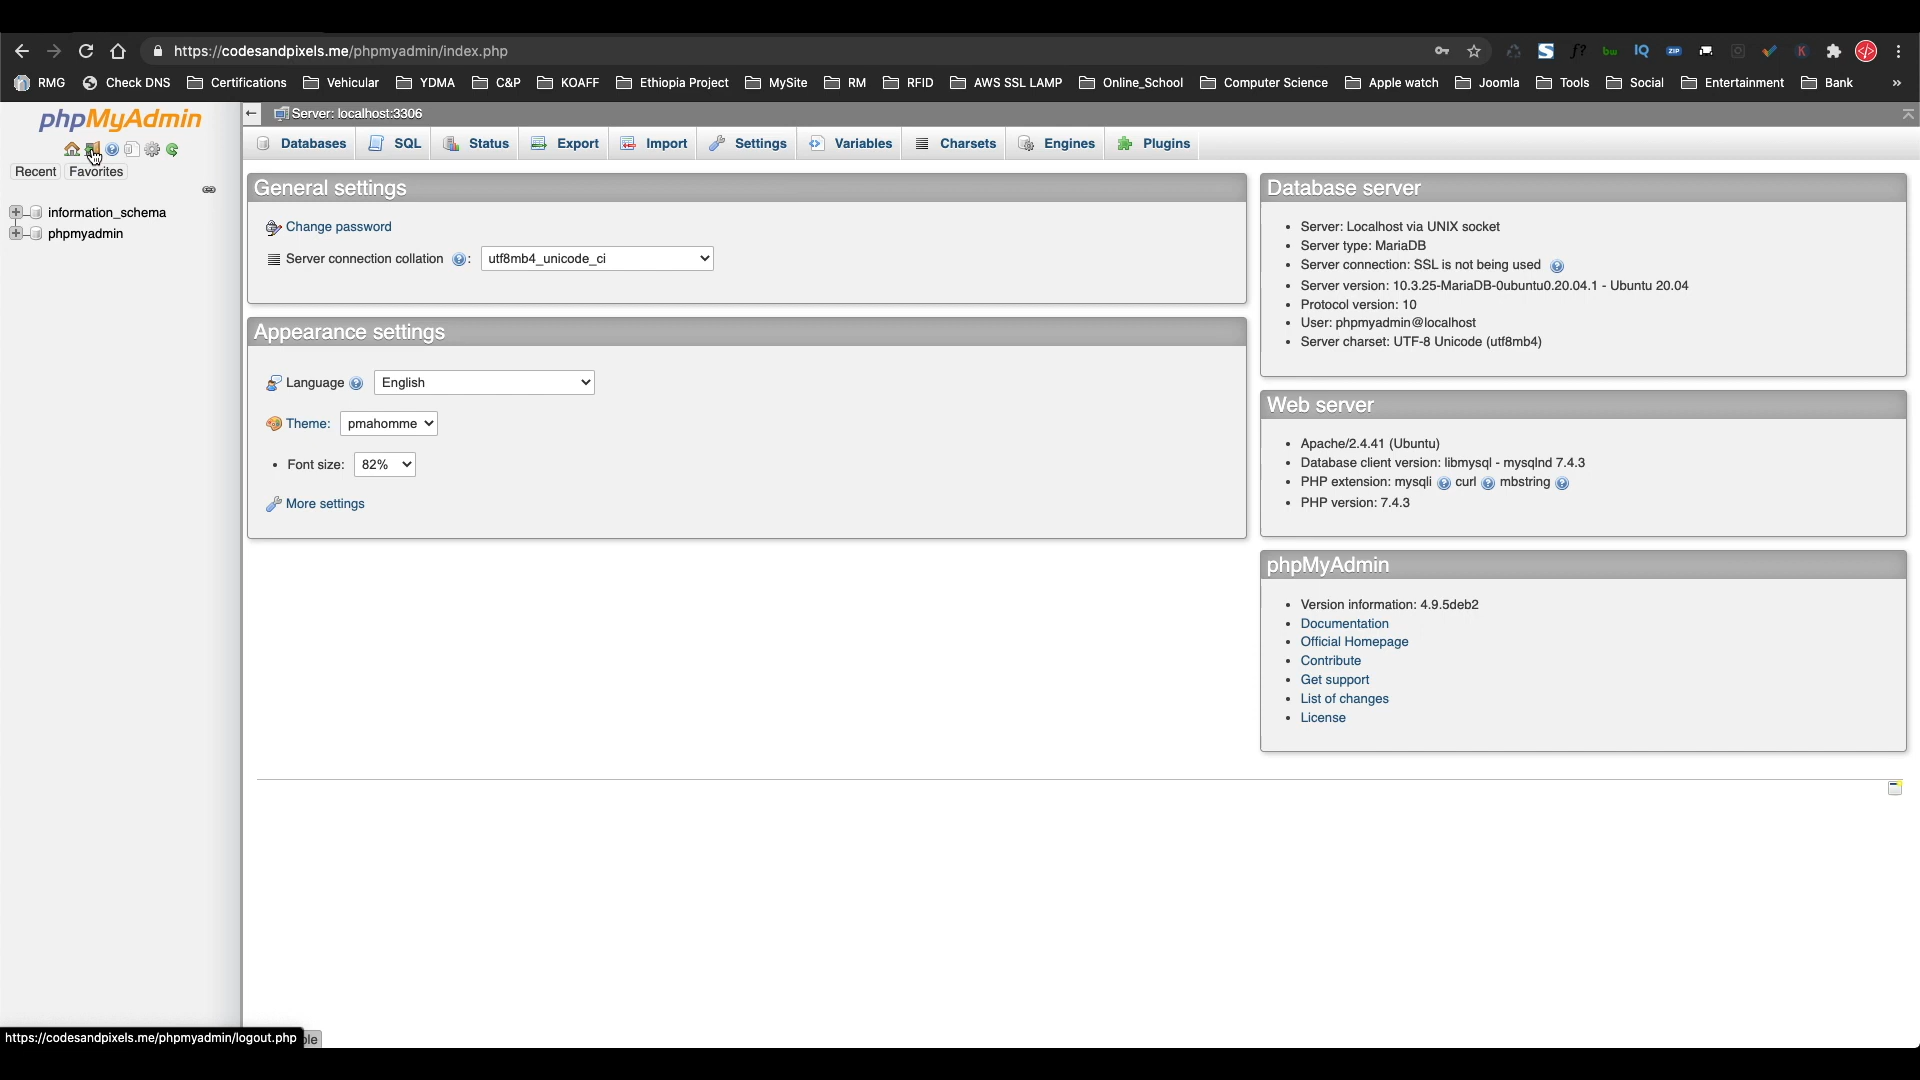 https://codesandpixels.me/phpmyadmin/index.php
ZIP
RMG Check DNS Certifications Vehicular YDMA C&P KOAFF Ethiopia Project MySite RM RFID AWS SSL LAMP Online_School Computer Science Apple watch Joomla Tools Social Entertainment Bank »
phpMyAdmin
Server: localhost:3306
Databases SQL Status Export Import Settings Variables Charsets Engines Plugins
Recent Favorites
information_schema
phpmyadmin
General settings
Change password
Server connection collation : utf8mb4_unicode_ci
Appearance settings
Language English
Theme: pmahomme
• Font size: 82%
More settings
Database server
• Server: Localhost via UNIX socket
• Server type: MariaDB
• Server connection: SSL is not being used
• Server version: 10.3.25-MariaDB-0ubuntu0.20.04.1 - Ubuntu 20.04
• Protocol version: 10
• User: phpmyadmin@localhost
• Server charset: UTF-8 Unicode (utf8mb4)
Web server
• Apache/2.4.41 (Ubuntu)
• Database client version: libmysql - mysqlnd 7.4.3
• PHP extension: mysqli curl mbstring
• PHP version: 7.4.3
phpMyAdmin
• Version information: 4.9.5deb2
• Documentation
• Official Homepage
• Contribute
• Get support
• List of changes
• License
https://codesandpixels.me/phpmyadmin/logout.php